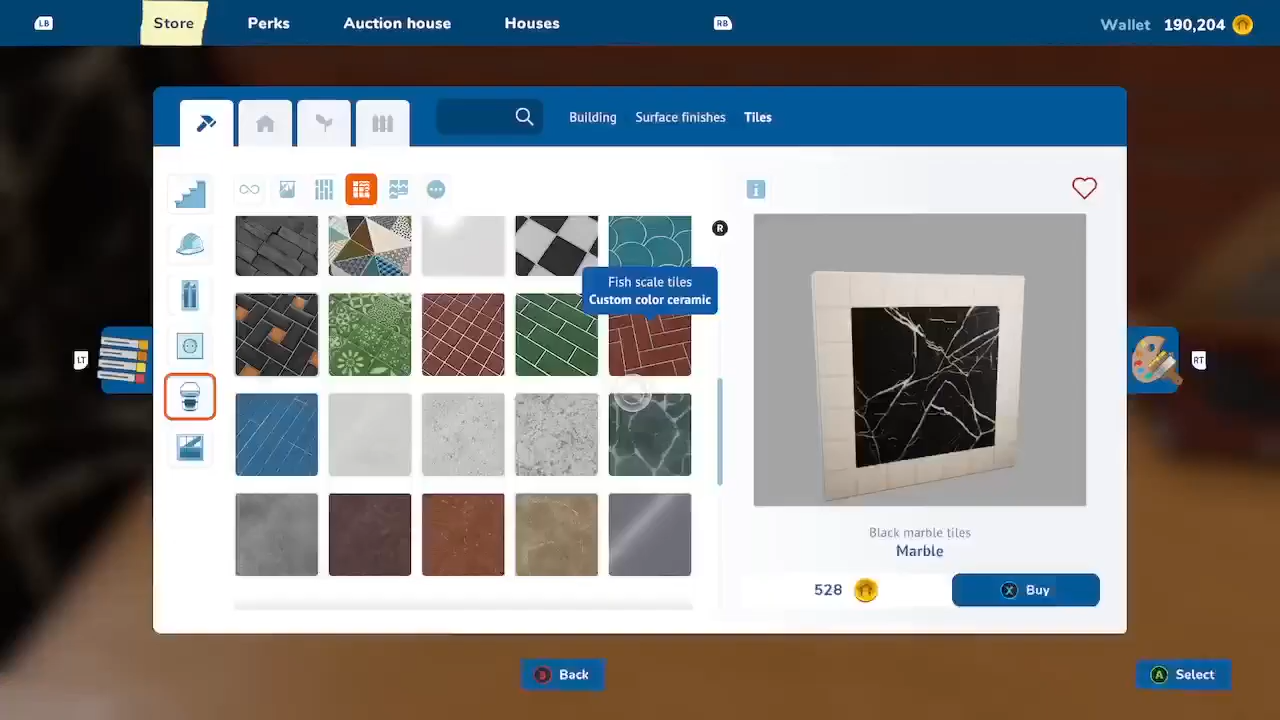 LB
Store
Perks
Auction house
Houses
RB
Wallet 190,204
Building
Surface finishes
Tiles
R
Fish scale tiles
Custom color ceramic
LT
RT
Black marble tiles
Marble
528
X Buy
B Back
A Select